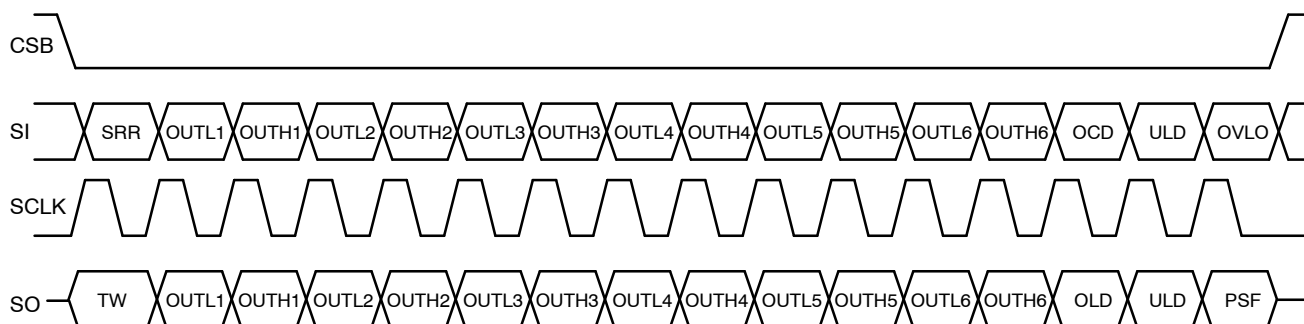 CSB
SI SRR OUTL1 OUTH1 OUTL2 OUTH2 OUTL3 OUTH3 OUTL4 OUTH4 OUTL5 OUTH5 OUTL6 OUTH6 OCD ULD OVLO
SCLK
SO TW OUTL1 OUTH1 OUTL2 OUTH2 OUTL3 OUTH3 OUTL4 OUTH4 OUTL5 OUTH5 OUTL6 OUTH6 OLD ULD PSF